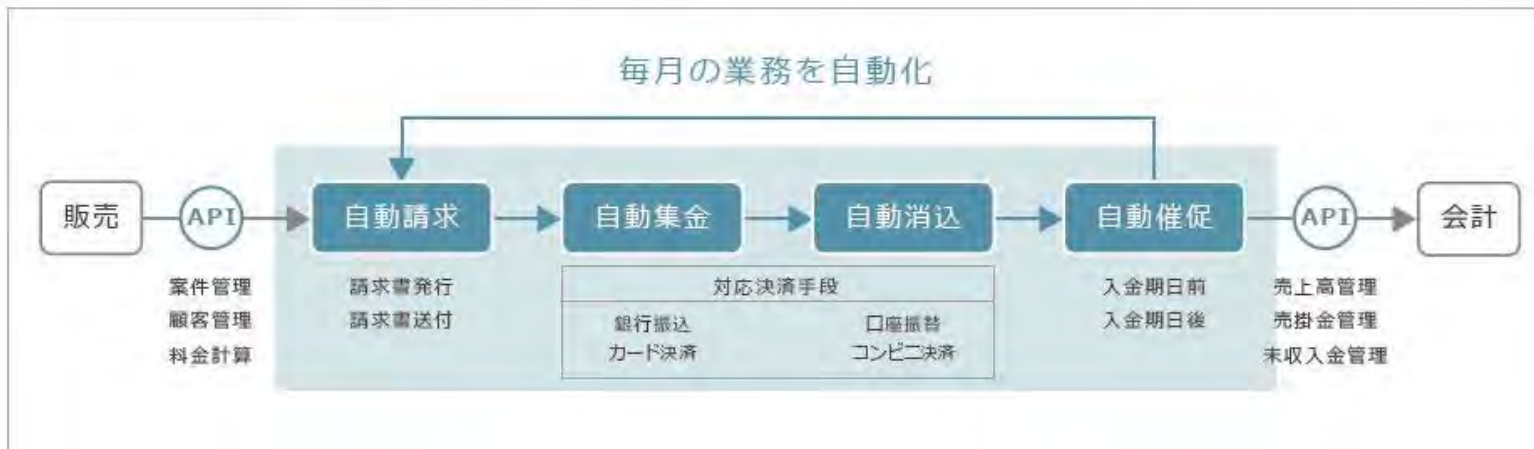 毎月の業務を自動化
販売
API
自動請求
自動集金
自動消込
自動催促
API
会計
案件管理
顧客管理
料金計算
請求書発行
請求書送付
対応決済手段
銀行振込
口座振替
カード決済
コンビニ決済
入金期日前
入金期日後
売上高管理
売掛金管理
未収入金管理